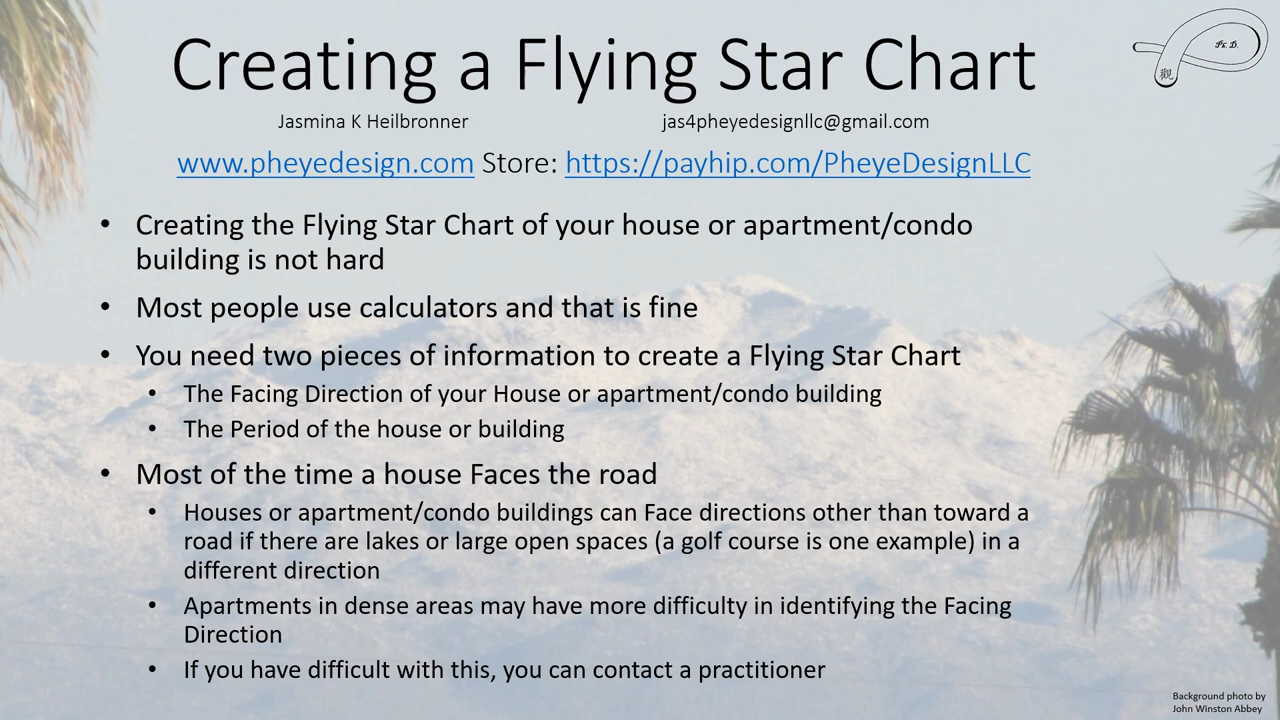 Creating a Flying Star Chart
Ph. D.
觀
Jasmina K Heilbronner jas4pheyedesignllc@gmail.com
www.pheyedesign.com Store: https://payhip.com/PheyeDesignLLC
• Creating the Flying Star Chart of your house or apartment/condo
building is not hard
• Most people use calculators and that is fine
• You need two pieces of information to create a Flying Star Chart
• The Facing Direction of your House or apartment/condo building
• The Period of the house or building
• Most of the time a house Faces the road
• Houses or apartment/condo buildings can Face directions other than toward a
road if there are lakes or large open spaces (a golf course is one example) in a
different direction
• Apartments in dense areas may have more difficulty in identifying the Facing
Direction
• If you have difficult with this, you can contact a practitioner
Background photo by
John Winston Abbey